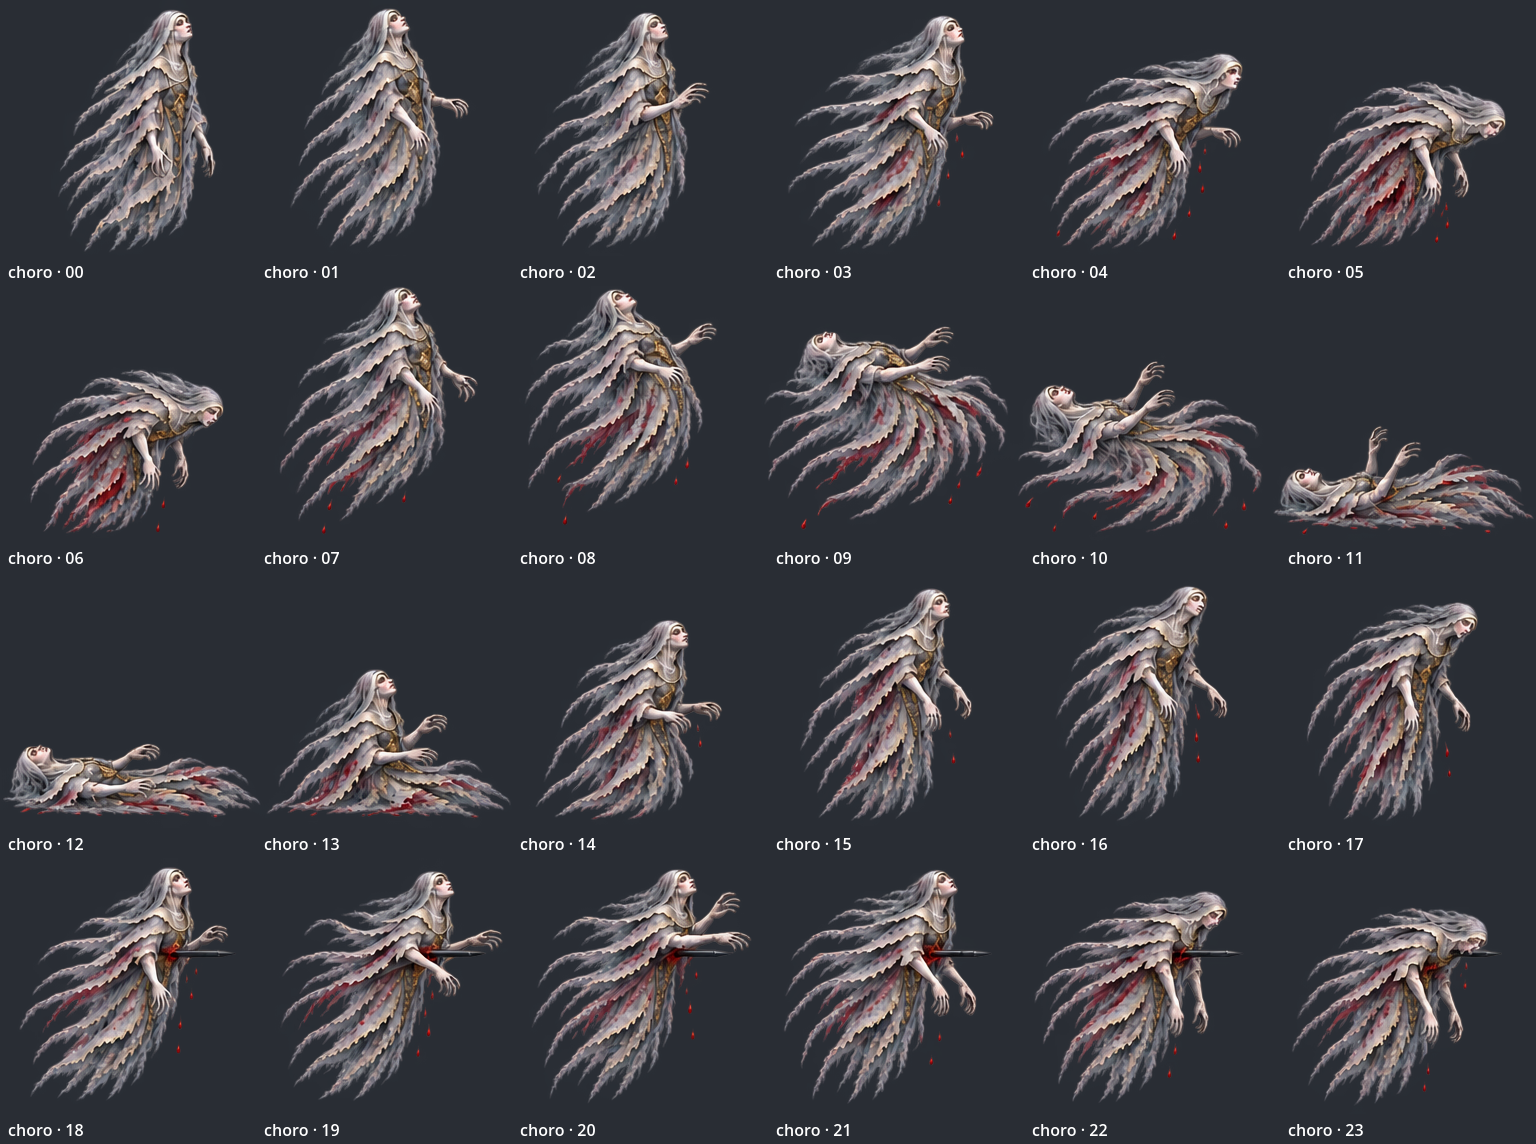 choro · 00
choro · 01
choro · 02
choro · 03
choro · 04
choro · 05
choro · 06
choro · 07
choro · 08
choro · 09
choro · 10
choro · 11
choro · 12
choro · 13
choro · 14
choro · 15
choro · 16
choro · 17
choro · 18
choro · 19
choro · 20
choro · 21
choro · 22
choro · 23